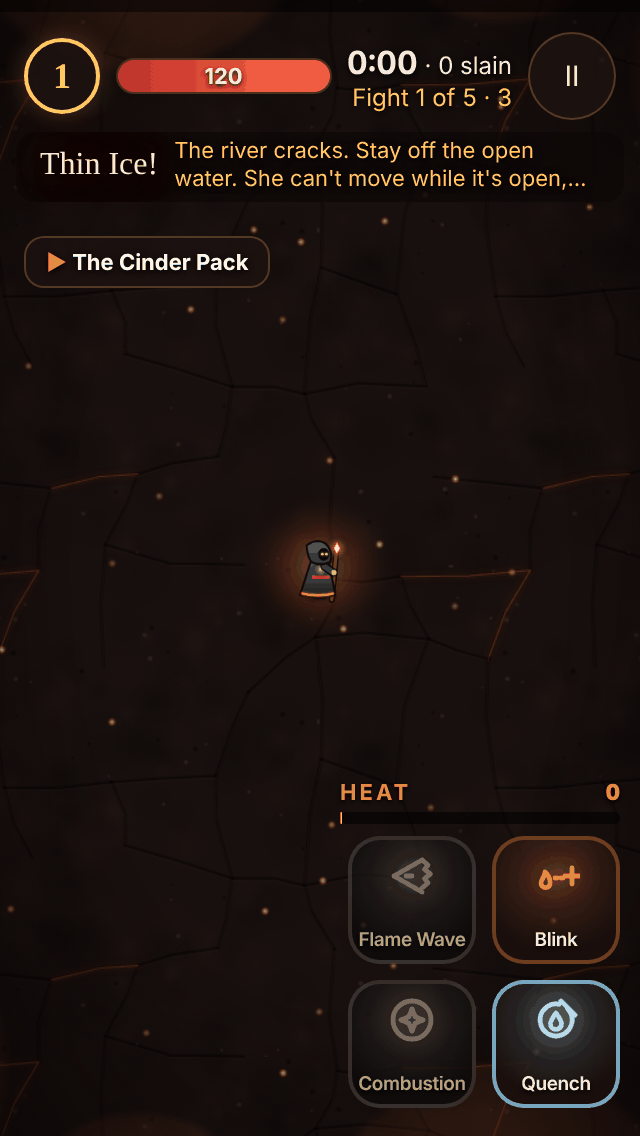 1
120
0:00 · 0 slain
Fight 1 of 5 · 3
Thin Ice!
The river cracks. Stay off the open
water. She can't move while it's open,...
The Cinder Pack
HEAT 0
Flame Wave
Blink
Combustion
Quench